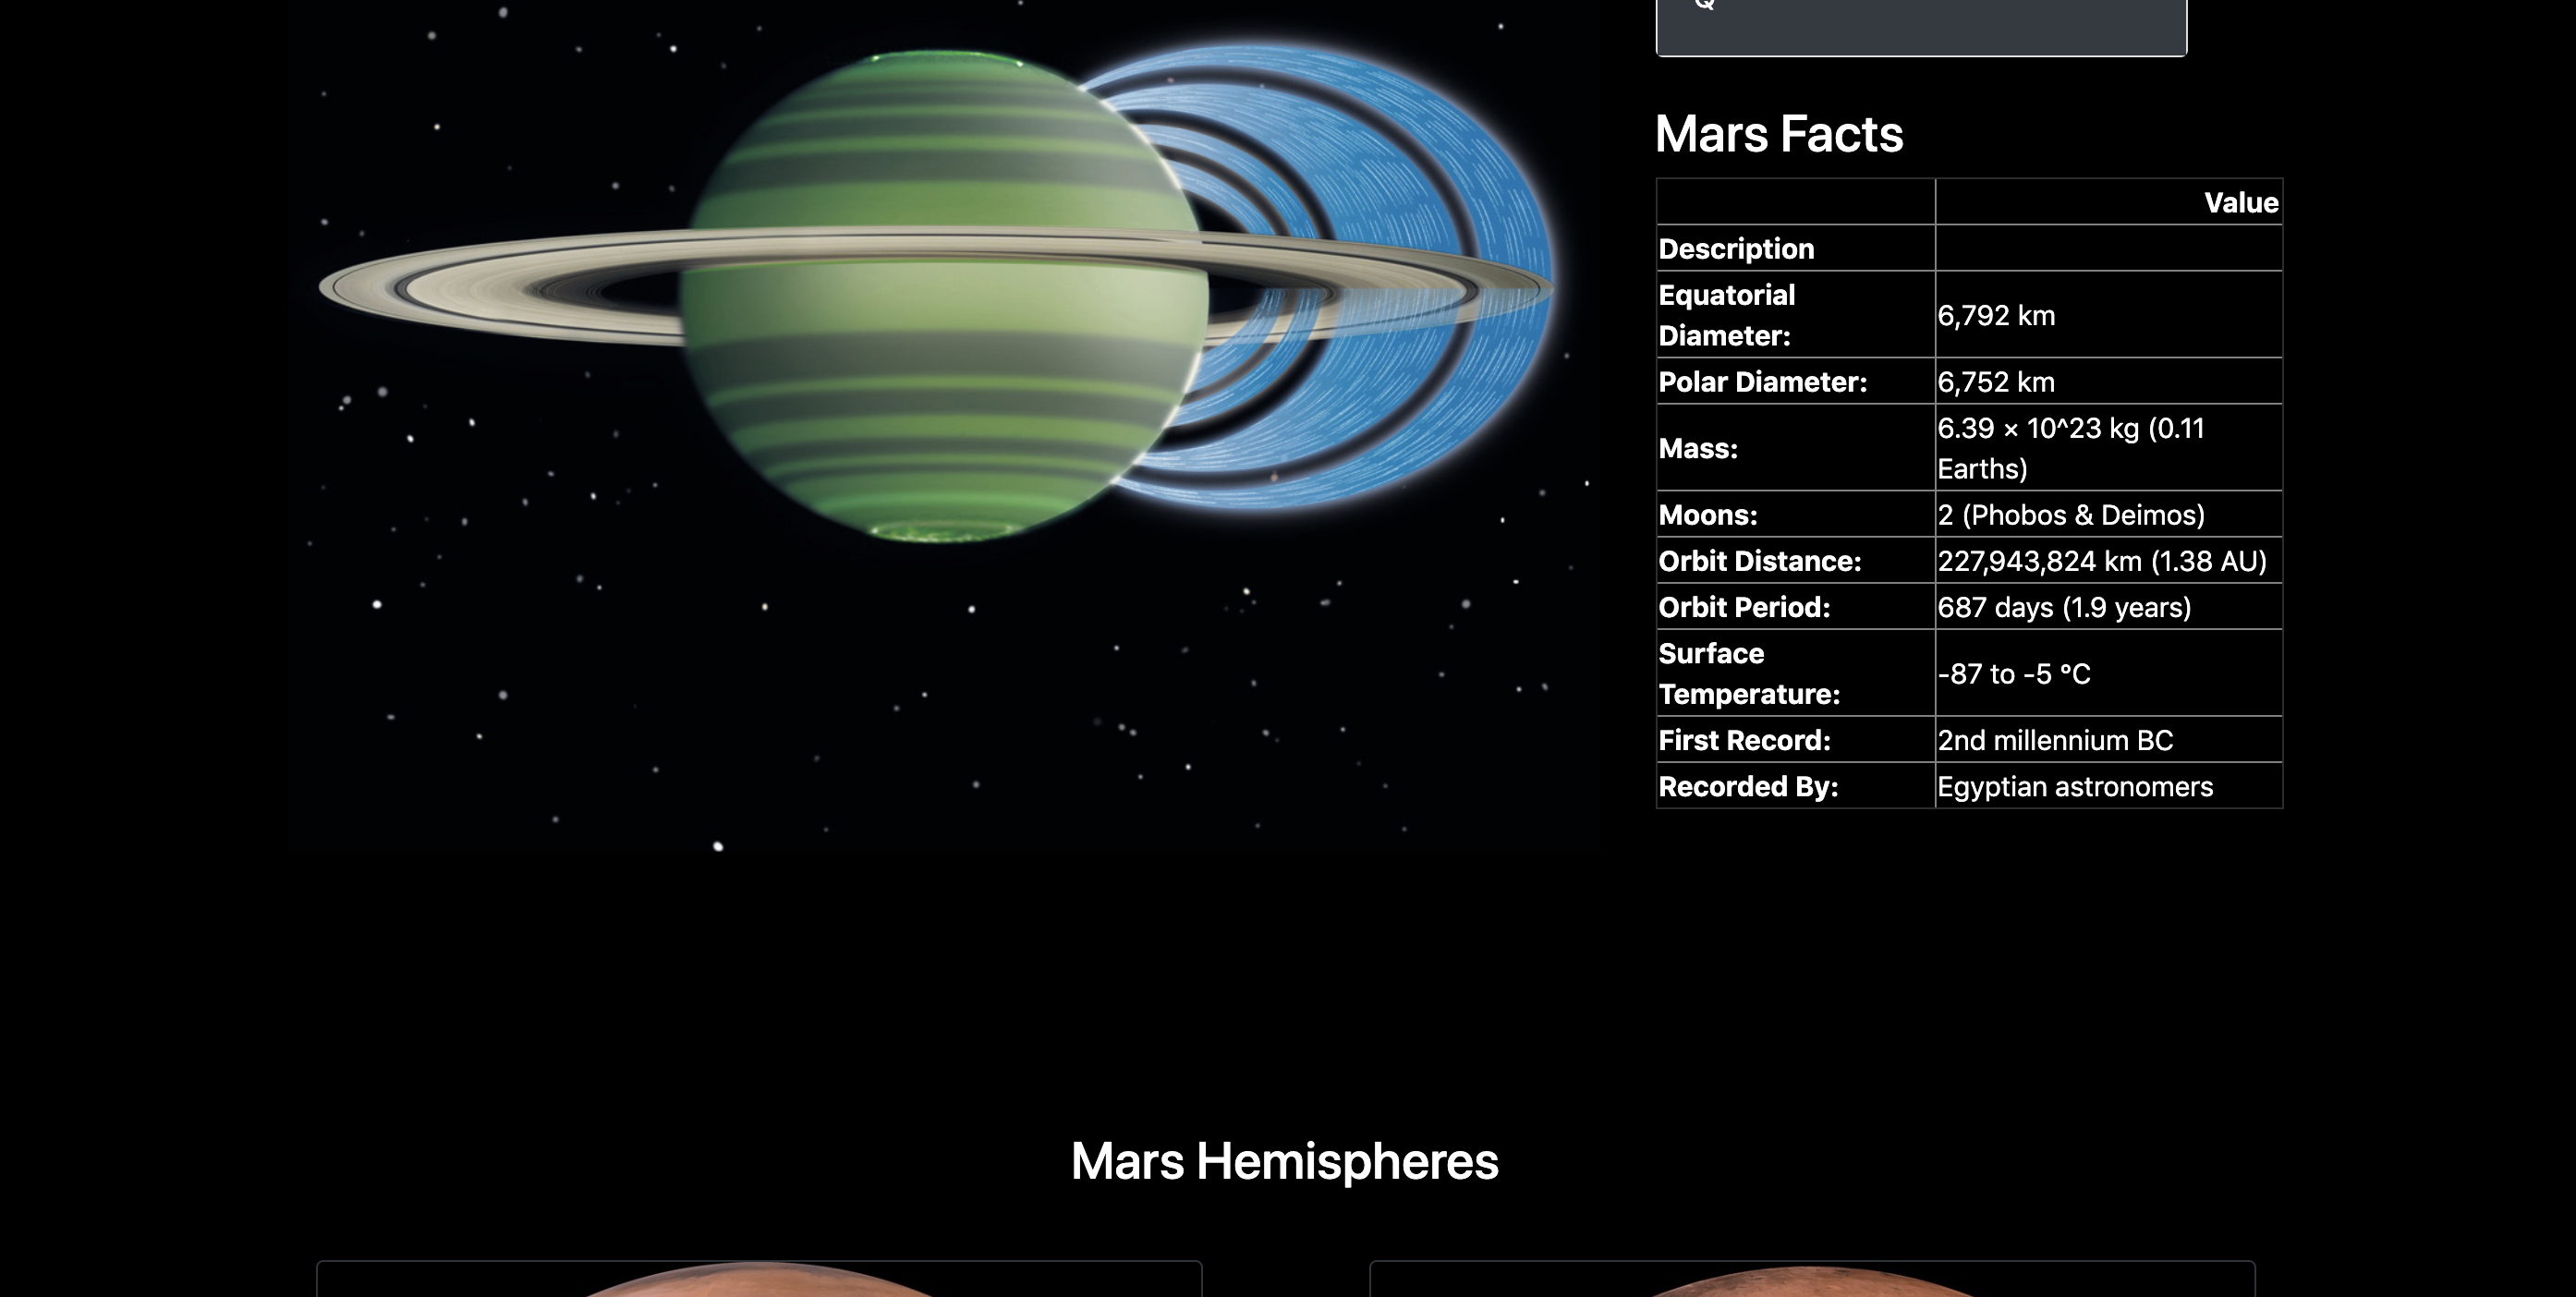 Mars Facts
Value
Description
Equatorial
Diameter:
6,792 km
Polar Diameter:
6,752 km
Mass:
6.39 × 10^23 kg (0.11
Earths)
Moons:
2 (Phobos & Deimos)
Orbit Distance:
227,943,824 km (1.38 AU)
Orbit Period:
687 days (1.9 years)
Surface
Temperature:
-87 to -5 °C
First Record:
2nd millennium BC
Recorded By:
Egyptian astronomers
Mars Hemispheres